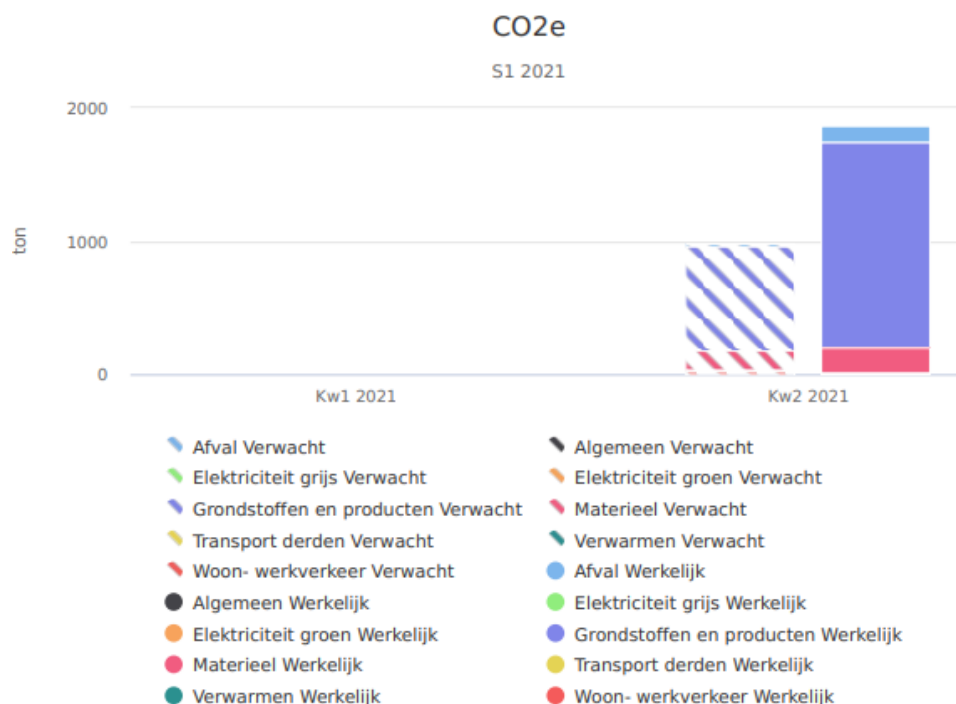 CO2e
S1 2021
2000
1000
0
ton
Kw1 2021
Kw2 2021
Afval Verwacht
Algemeen Verwacht
Elektriciteit grijs Verwacht
Elektriciteit groen Verwacht
Grondstoffen en producten Verwacht
Materieel Verwacht
Transport derden Verwacht
Verwarmen Verwacht
Woon- werkverkeer Verwacht
Afval Werkelijk
Algemeen Werkelijk
Elektriciteit grijs Werkelijk
Elektriciteit groen Werkelijk
Grondstoffen en producten Werkelijk
Materieel Werkelijk
Transport derden Werkelijk
Verwarmen Werkelijk
Woon- werkverkeer Werkelijk